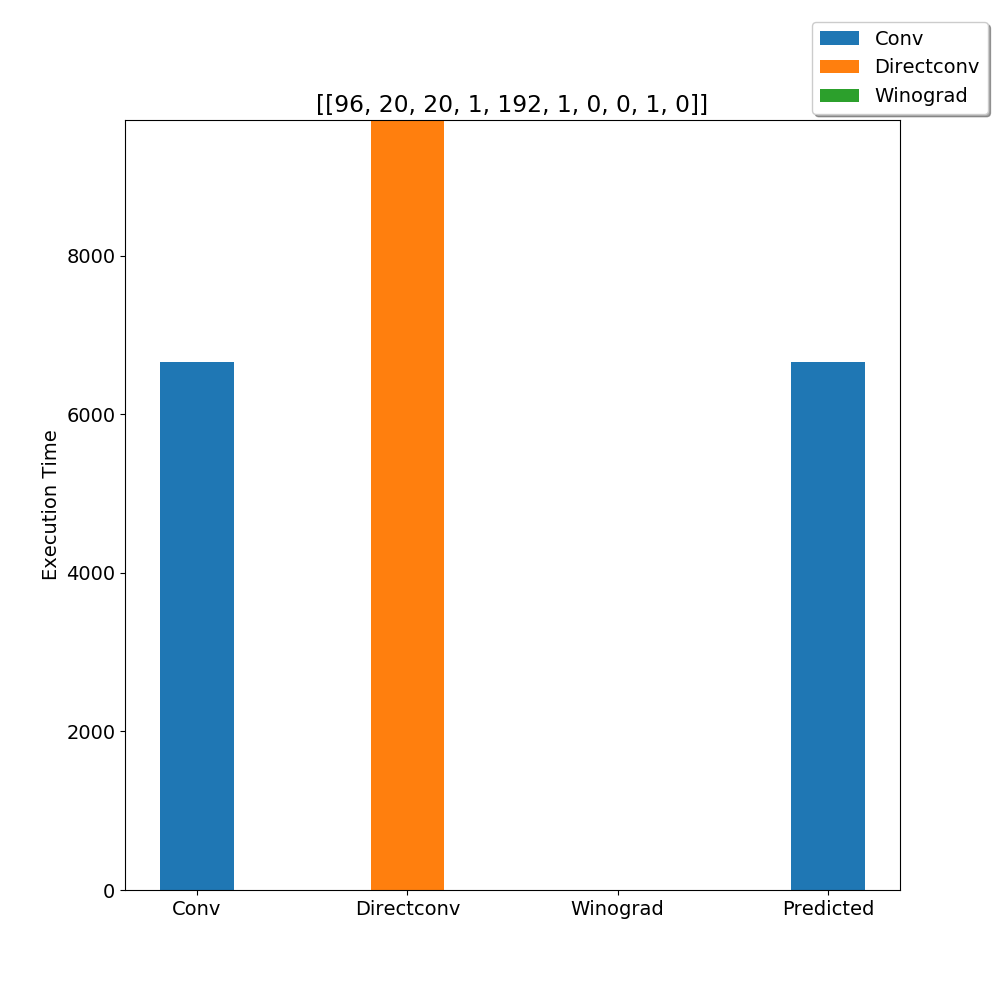 Conv
Directconv
Winograd
[[96, 20, 20, 1, 192, 1, 0, 0, 1, 0]]
8000
6000
4000
2000
0
Execution Time
Conv Directconv Winograd Predicted